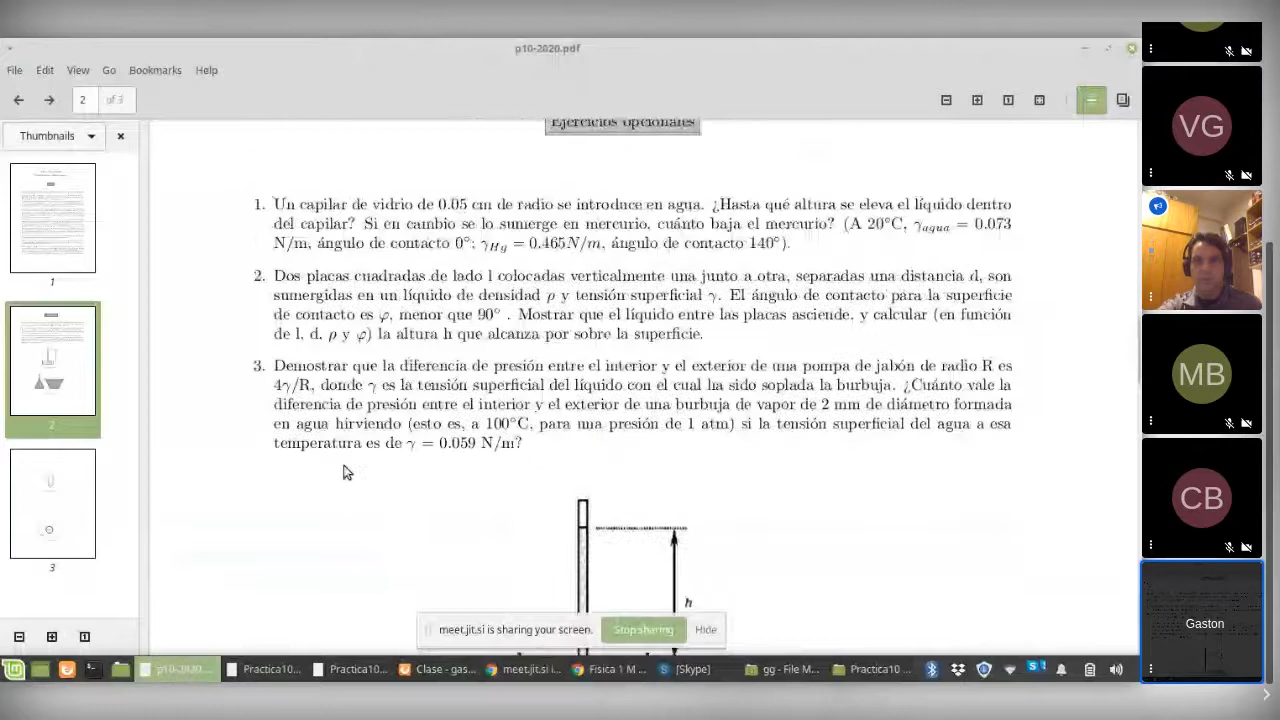 p10-2020.pdf
File Edit View Go Bookmarks Help
2 of 3
Thumbnails
1
2
3
Ejercicios opcionales
1. Un capilar de vidrio de 0.05 cm de radio se introduce en agua. ¿Hasta qué altura se eleva el líquido dentro
del capilar? Si en cambio se lo sumerge en mercurio, cuánto baja el mercurio? (A 20°C, γagua = 0.073
N/m, ángulo de contacto 0°, γHg = 0.465N/m, ángulo de contacto 140°).
2. Dos placas cuadradas de lado l colocadas verticalmente una junto a otra, separadas una distancia d, son
sumergidas en un líquido de densidad ρ y tensión superficial γ. El ángulo de contacto para la superficie
de contacto es φ, menor que 90°. Mostrar que el líquido entre las placas asciende, y calcular (en función
de l, d, ρ y φ) la altura h que alcanza por sobre la superficie.
3. Demostrar que la diferencia de presión entre el interior y el exterior de una pompa de jabón de radio R es
4γ/R, donde γ es la tensión superficial del líquido con el cual ha sido soplada la burbuja. ¿Cuánto vale la
diferencia de presión entre el interior y el exterior de una burbuja de vapor de 2 mm de diámetro formada
en agua hirviendo (esto es, a 100°C, para una presión de 1 atm) si la tensión superficial del agua a esa
temperatura es de γ = 0.059 N/m?
h
is sharing your screen. Stop sharing Hide
p10-2020.... Practica10... Practica10... Clase - gas... meet.jit.si i... Física 1 M ... [Skype] gg - File M... Practica10 ...
VG
MB
CB
Gaston